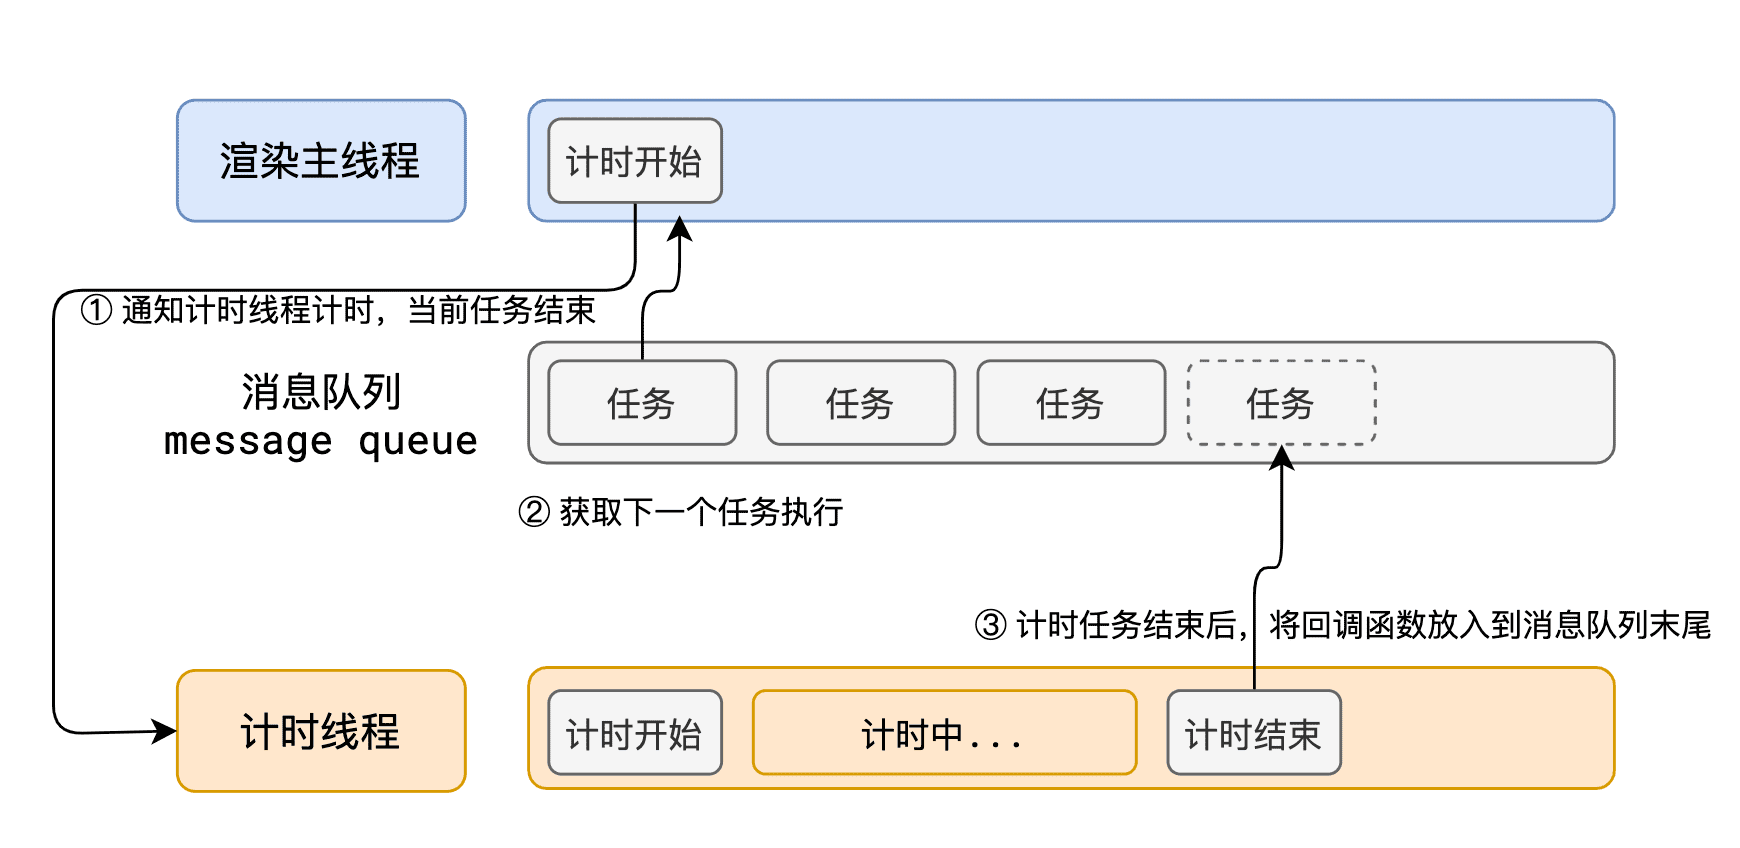 渲染主线程
计时开始
① 通知计时线程计时，当前任务结束
消息队列
message queue
任务
任务
任务
任务
② 获取下一个任务执行
③ 计时任务结束后，将回调函数放入到消息队列末尾
计时线程
计时开始
计时中...
计时结束